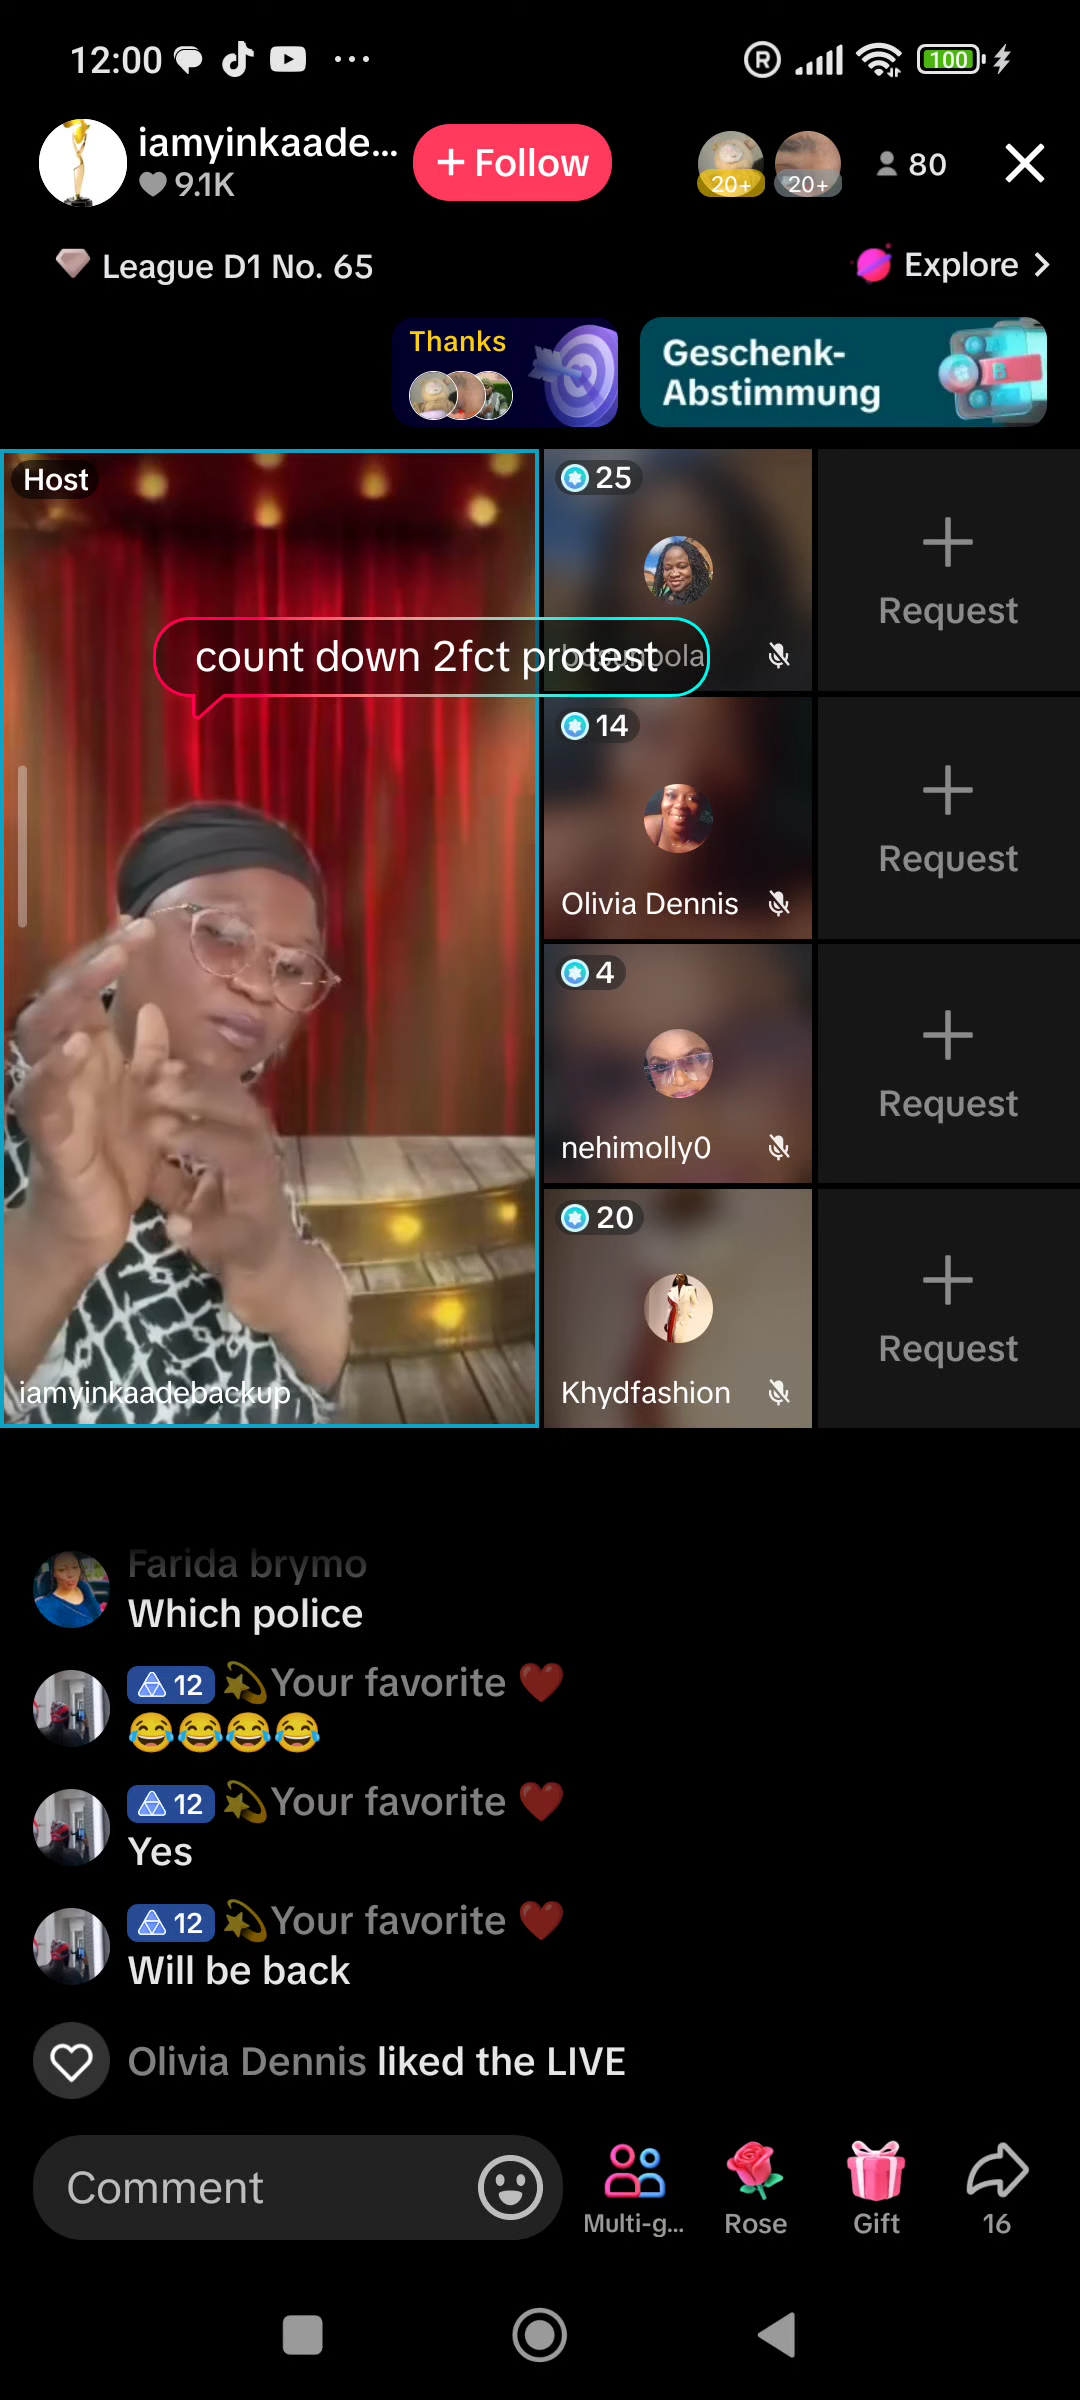 12:00
100
iamyinkaade...
9.1K
+ Follow
20+
20+
80
League D1 No. 65
Explore >
Thanks
Geschenk-
Abstimmung
Host
25
Request
count down 2fct protest
14
Olivia Dennis
Request
4
nehimolly0
Request
20
Khydfashion
Request
iamyinkaadebackup
Farida brymo
Which police
12 💫Your favorite ❤️
😂😂😂😂
12 💫Your favorite ❤️
Yes
12 💫Your favorite ❤️
Will be back
Olivia Dennis liked the LIVE
Comment
Multi-g...
Rose
Gift
16